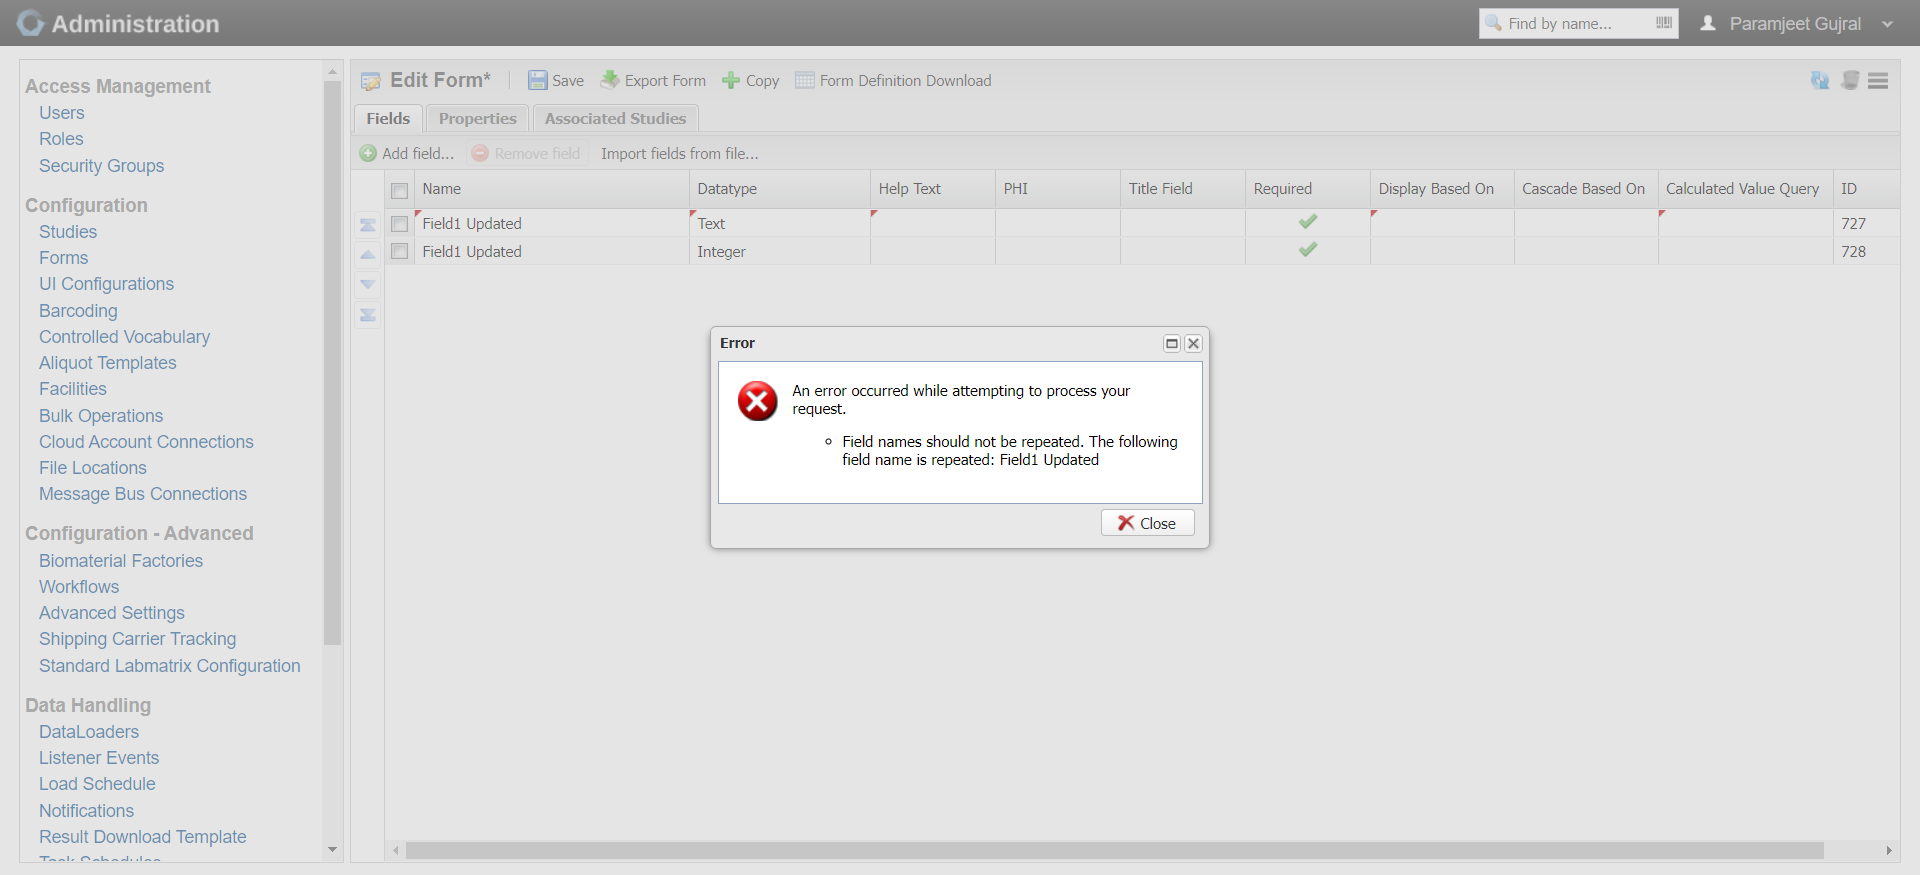 Administration
Find by name...
Paramjeet Gujral
Access Management
Users
Roles
Security Groups
Configuration
Studies
Forms
UI Configurations
Barcoding
Controlled Vocabulary
Aliquot Templates
Facilities
Bulk Operations
Cloud Account Connections
File Locations
Message Bus Connections
Configuration - Advanced
Biomaterial Factories
Workflows
Advanced Settings
Shipping Carrier Tracking
Standard Labmatrix Configuration
Data Handling
DataLoaders
Listener Events
Load Schedule
Notifications
Result Download Template
Task Schedules
Edit Form* Save Export Form Copy Form Definition Download
Fields Properties Associated Studies
Add field... Remove field Import fields from file...
Name Datatype Help Text PHI Title Field Required Display Based On Cascade Based On Calculated Value Query ID
Field1 Updated Text 727
Field1 Updated Integer 728
Error
An error occurred while attempting to process your
request.
Field names should not be repeated. The following
field name is repeated: Field1 Updated
Close